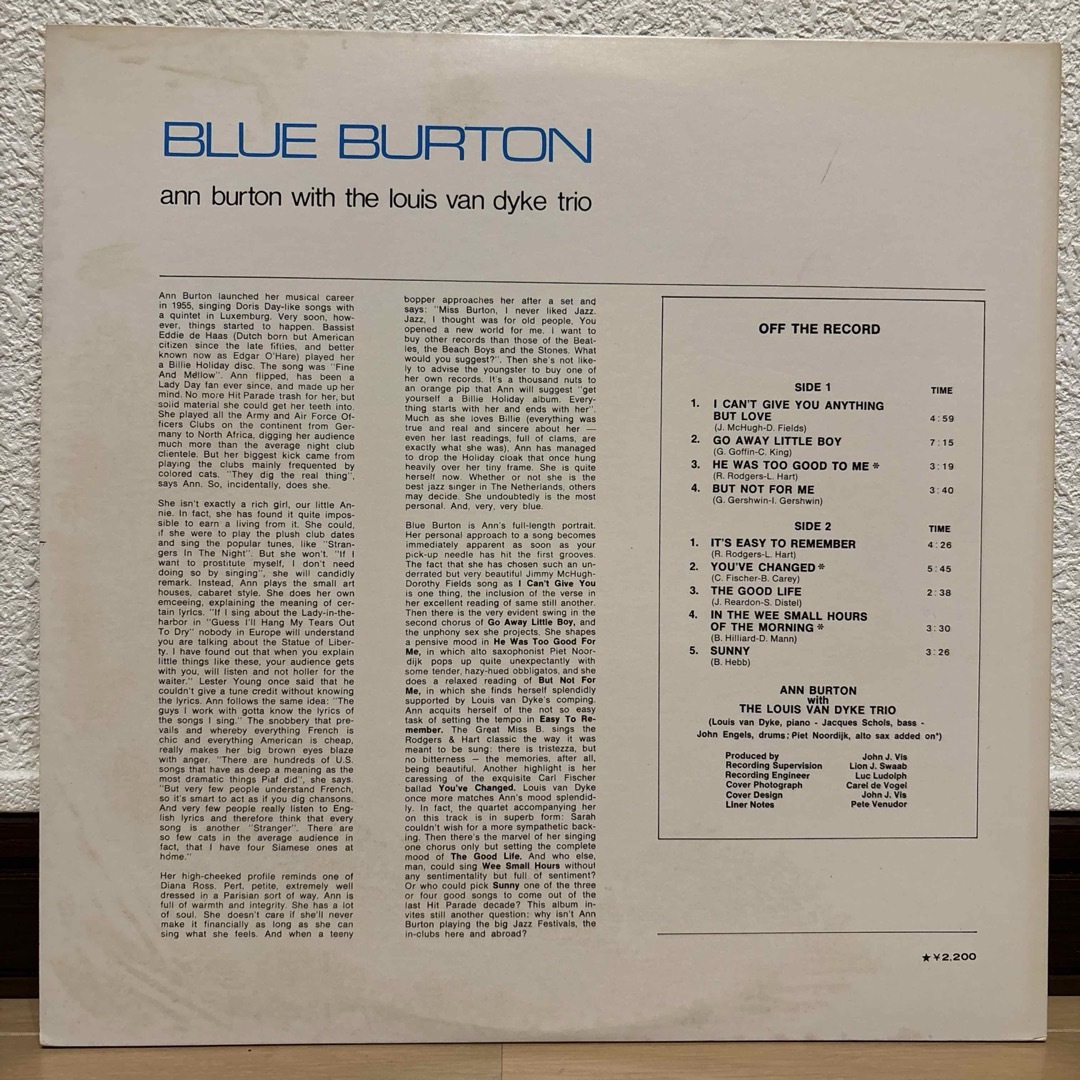 BLUE BURTON
ann burton with the louis van dyke trio
Ann Burton launched her musical career
in 1955, singing Doris Day-like songs with
a quintet in Luxemburg. Very soon, how-
ever, things started to happen. Bassist
Eddie de Haas (Dutch born but American
citizen since the late fifties, and better
known now as Edgar O'Hare) played her
a Billie Holiday disc. The song was "Fine
And Mellow". Ann flipped, has been a
Lady Day fan ever since, and made up her
mind. No more Hit Parade trash for her, but
solid material she could get her teeth into.
She played all the Army and Air Force Of-
ficers Clubs on the continent from Ger-
many to North Africa, digging her audience
much more than the average night club
clientele. But her biggest kick came from
playing the clubs mainly frequented by
colored cats. "They dig the real thing",
says Ann. So, incidentally, does she.
She isn't exactly a rich girl, our little An-
nie. In fact, she has found it quite impos-
sible to earn a living from it. She could,
if she were to play the plush club dates
and sing the popular tunes, like "Stran-
gers In The Night". But she won't. "If I
want to prostitute myself, I don't need
doing so by singing", she will candidly
remark. Instead, Ann plays the small art
houses, cabaret style. She does her own
emceeing, explaining the meaning of cer-
tain lyrics. "If I sing about the Lady-in-the-
harbor in "Guess I'll Hang My Tears Out
To Dry" nobody in Europe will understand
you are talking about the Statue of Liber-
ty. I have found out that when you explain
little things like these, your audience gets
with you, will listen and not holler for the
waiter." Lester Young once said that he
couldn't give a tune credit without knowing
the lyrics. Ann follows the same idea: "The
guys I work with gotta know the lyrics of
the songs I sing." The snobbery that pre-
vails and whereby everything French is
chic and everything American is cheap,
really makes her big brown eyes blaze
with anger. "There are hundreds of U.S.
songs that have as deep a meaning as the
most dramatic things Piaf did", she says.
"But very few people understand French,
so it's smart to act as if you dig chansons.
And very few people really listen to Eng-
lish lyrics and therefore think that every
song is another "Stranger". There are
so few cats in the average audience in
fact, that I have four Siamese ones at
home."
Her high-cheeked profile reminds one of
Diana Ross. Pert, petite, extremely well
dressed in a Parisian sort of way. Ann is
full of warmth and integrity. She has a lot
of soul. She doesn't care if she'll never
make it financially as long as she can
sing what she feels. And when a teeny
bopper approaches her after a set and
says: "Miss Burton, I never liked Jazz.
Jazz, I thought was for old people. You
opened a new world for me. I want to
buy other records than those of the Beat-
les, the Beach Boys and the Stones. What
would you suggest?". Then she's not like-
ly to advise the youngster to buy one of
her own records. It's a thousand nuts to
an orange pip that Ann will suggest "get
yourself a Billie Holiday album. Every-
thing starts with her and ends with her".
Much as she loves Billie (everything was
true and real and sincere about her —
even her last readings, full of clams, are
exactly what she was), Ann has managed
to drop the Holiday cloak that once hung
heavily over her tiny frame. She is quite
herself now. Whether or not she is the
best jazz singer in The Netherlands, others
may decide. She undoubtedly is the most
personal. And, very, very blue.
Blue Burton is Ann's full-length portrait.
Her personal approach to a song becomes
immediately apparent as soon as your
pick-up needle has hit the first grooves.
The fact that she has chosen such an un-
derrated but very beautiful Jimmy McHugh-
Dorothy Fields song as I Can't Give You
is one thing, the inclusion of the verse in
her excellent reading of same still another.
Then there is the very evident swing in the
second chorus of Go Away Little Boy, and
the unphony sex she projects. She shapes
a pensive mood in He Was Too Good For
Me, in which alto saxophonist Piet Noor-
dijk pops up quite unexpectantly with
some tender, hazy-hued obbligatos, and she
does a relaxed reading of But Not For
Me, in which she finds herself splendidly
supported by Louis van Dyke's comping.
Ann acquits herself of the not so easy
task of setting the tempo in Easy To Re-
member. The Great Miss B. sings the
Rodgers & Hart classic the way it was
meant to be sung: there is tristezza, but
no bitterness – the memories, after all,
being beautiful. Another highlight is her
caressing of the exquisite Carl Fischer
ballad You've Changed. Louis van Dyke
once more matches Ann's mood splendid-
ly. In fact, the quartet accompanying her
on this track is in superb form: Sarah
couldn't wish for a more sympathetic back-
ing. Then there's the marvel of her singing
one chorus only but setting the complete
mood of The Good Life. And who else,
man, could sing Wee Small Hours without
any sentimentality but full of sentiment?
Or who could pick Sunny one of the three
or four good songs to come out of the
last Hit Parade decade? This album in-
vites still another question: why isn't Ann
Burton playing the big Jazz Festivals, the
in-clubs here and abroad?
OFF THE RECORD
SIDE 1 TIME
1. I CAN'T GIVE YOU ANYTHING
BUT LOVE 4:59
(J. McHugh-D. Fields)
2. GO AWAY LITTLE BOY 7:15
(G. Goffin-C. King)
3. HE WAS TOO GOOD TO ME* 3:19
(R. Rodgers-L. Hart)
4. BUT NOT FOR ME 3:40
(G. Gershwin-I. Gershwin)
SIDE 2 TIME
1. IT'S EASY TO REMEMBER 4:26
(R. Rodgers-L. Hart)
2. YOU'VE CHANGED* 5:45
(C. Fischer-B. Carey)
3. THE GOOD LIFE 2:38
(J. Reardon-S. Distel)
4. IN THE WEE SMALL HOURS
OF THE MORNING* 3:30
(B. Hilliard-D. Mann)
5. SUNNY 3:26
(B. Hebb)
ANN BURTON
with
THE LOUIS VAN DYKE TRIO
(Louis van Dyke, piano - Jacques Schols, bass -
John Engels, drums; Piet Noordijk, alto sax added on*)
Produced by John J. Vis
Recording Supervision Lion J. Swaab
Recording Engineer Luc Ludolph
Cover Photograph Carel de Vogel
Cover Design John J. Vis
Liner Notes Pete Venudor
★¥2,200